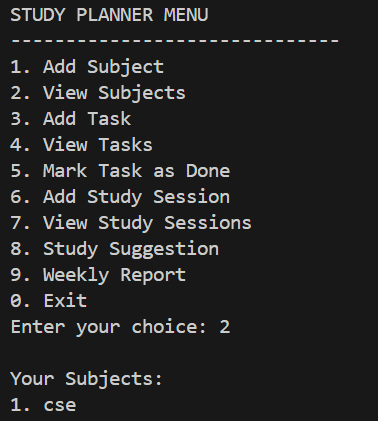 STUDY PLANNER MENU
------------------------------
1. Add Subject
2. View Subjects
3. Add Task
4. View Tasks
5. Mark Task as Done
6. Add Study Session
7. View Study Sessions
8. Study Suggestion
9. Weekly Report
0. Exit
Enter your choice: 2
Your Subjects:
1. cse